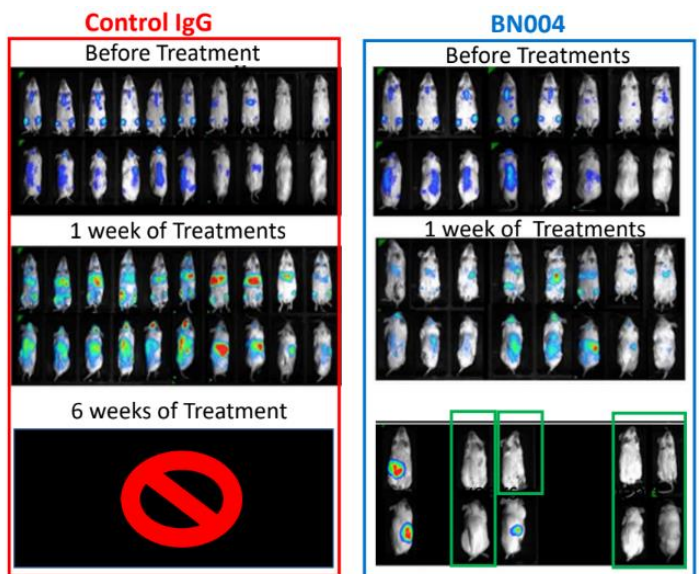 Control IgG
Before Treatment
1 week of Treatments
6 weeks of Treatment
BN004
Before Treatments
1 week of Treatments